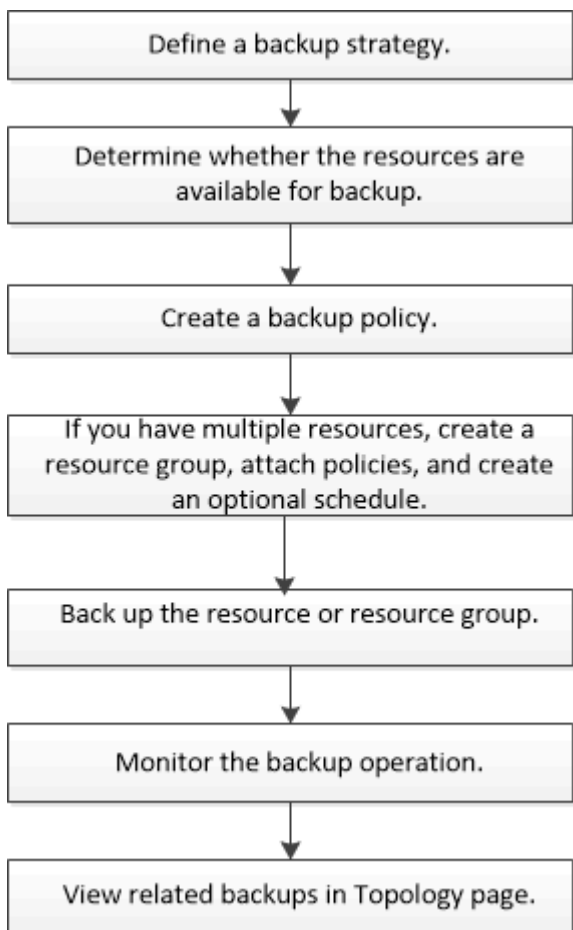 Define a backup strategy.
Determine whether the resources are
available for backup.
Create a backup policy.
If you have multiple resources, create a
resource group, attach policies, and create
an optional schedule.
Back up the resource or resource group.
Monitor the backup operation.
View related backups in Topology page.